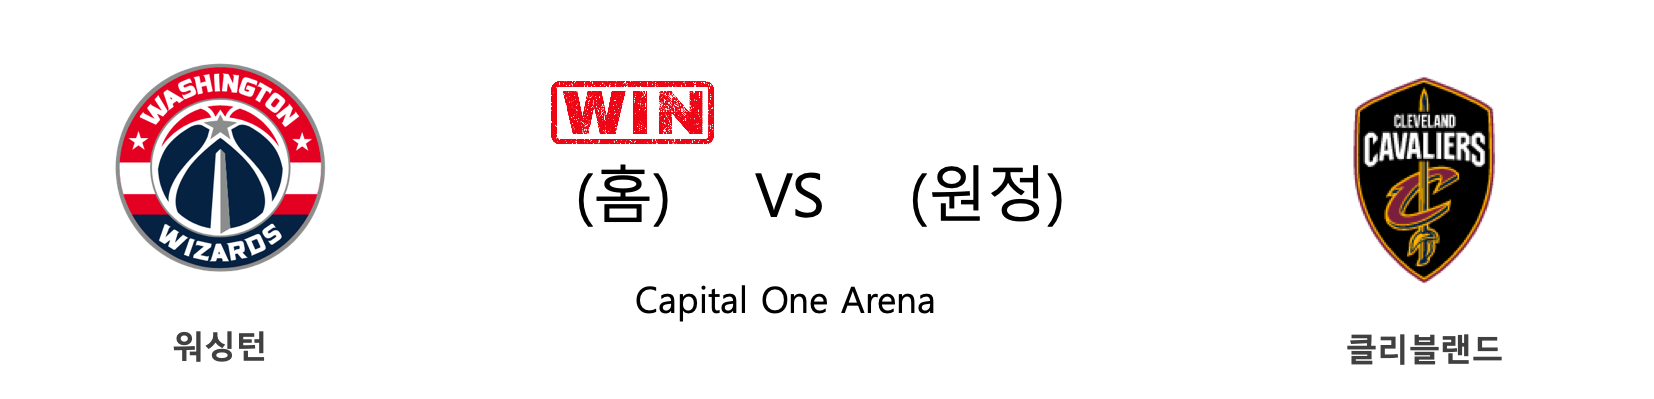 WASHINGTON
WIZARDS
워싱턴
WIN
(홈) VS (원정)
Capital One Arena
CLEVELAND
CAVALIERS
C
클리블랜드